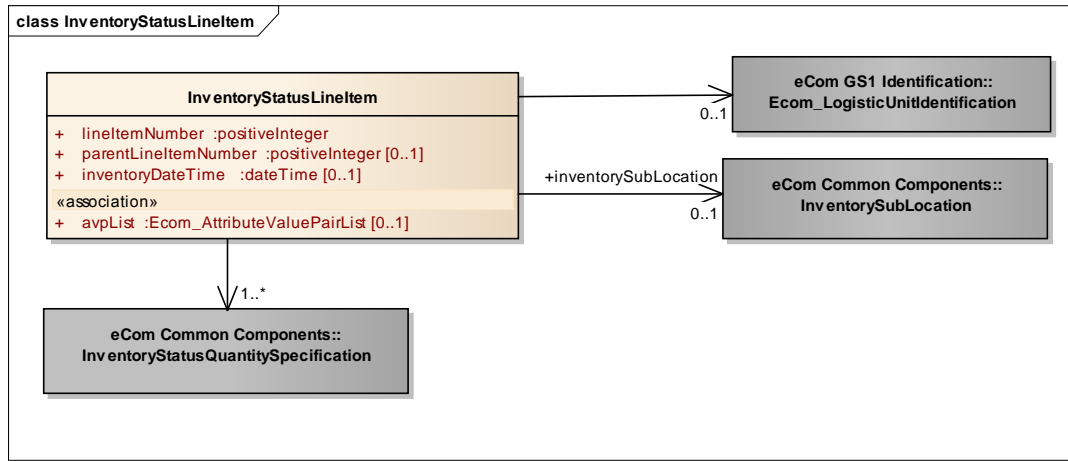 class InventoryStatusLineItem
InventoryStatusLineItem
+ lineItemNumber :positiveInteger
+ parentLineItemNumber :positiveInteger [0..1]
+ inventoryDateTime :dateTime [0..1]
«association»
+ avpList :Ecom_AttributeValuePairList [0..1]
eCom GS1 Identification::
Ecom_LogisticUnitIdentification
0..1
+inventorySubLocation
0..1
eCom Common Components::
InventorySubLocation
1..*
eCom Common Components::
InventoryStatusQuantitySpecification